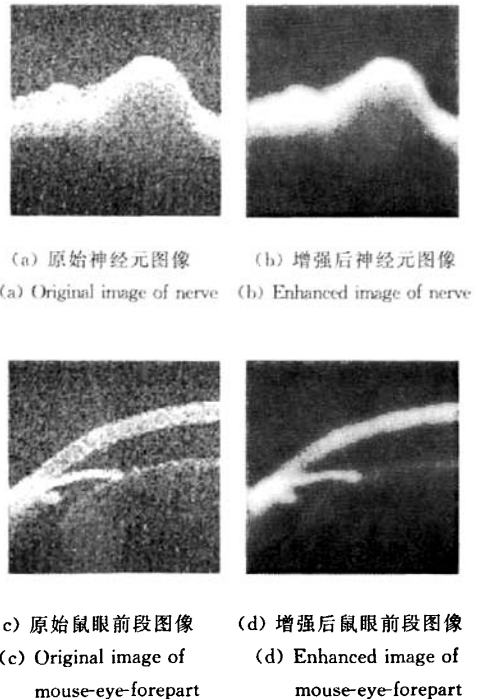 (a) 原始神经元图像
(b) 增强后神经元图像
(a) Original image of nerve
(b) Enhanced image of nerve
c) 原始鼠眼前段图像
(d) 增强后鼠眼前段图像
(c) Original image of
mouse-eye-forepart
(d) Enhanced image of
mouse-eye-forepart